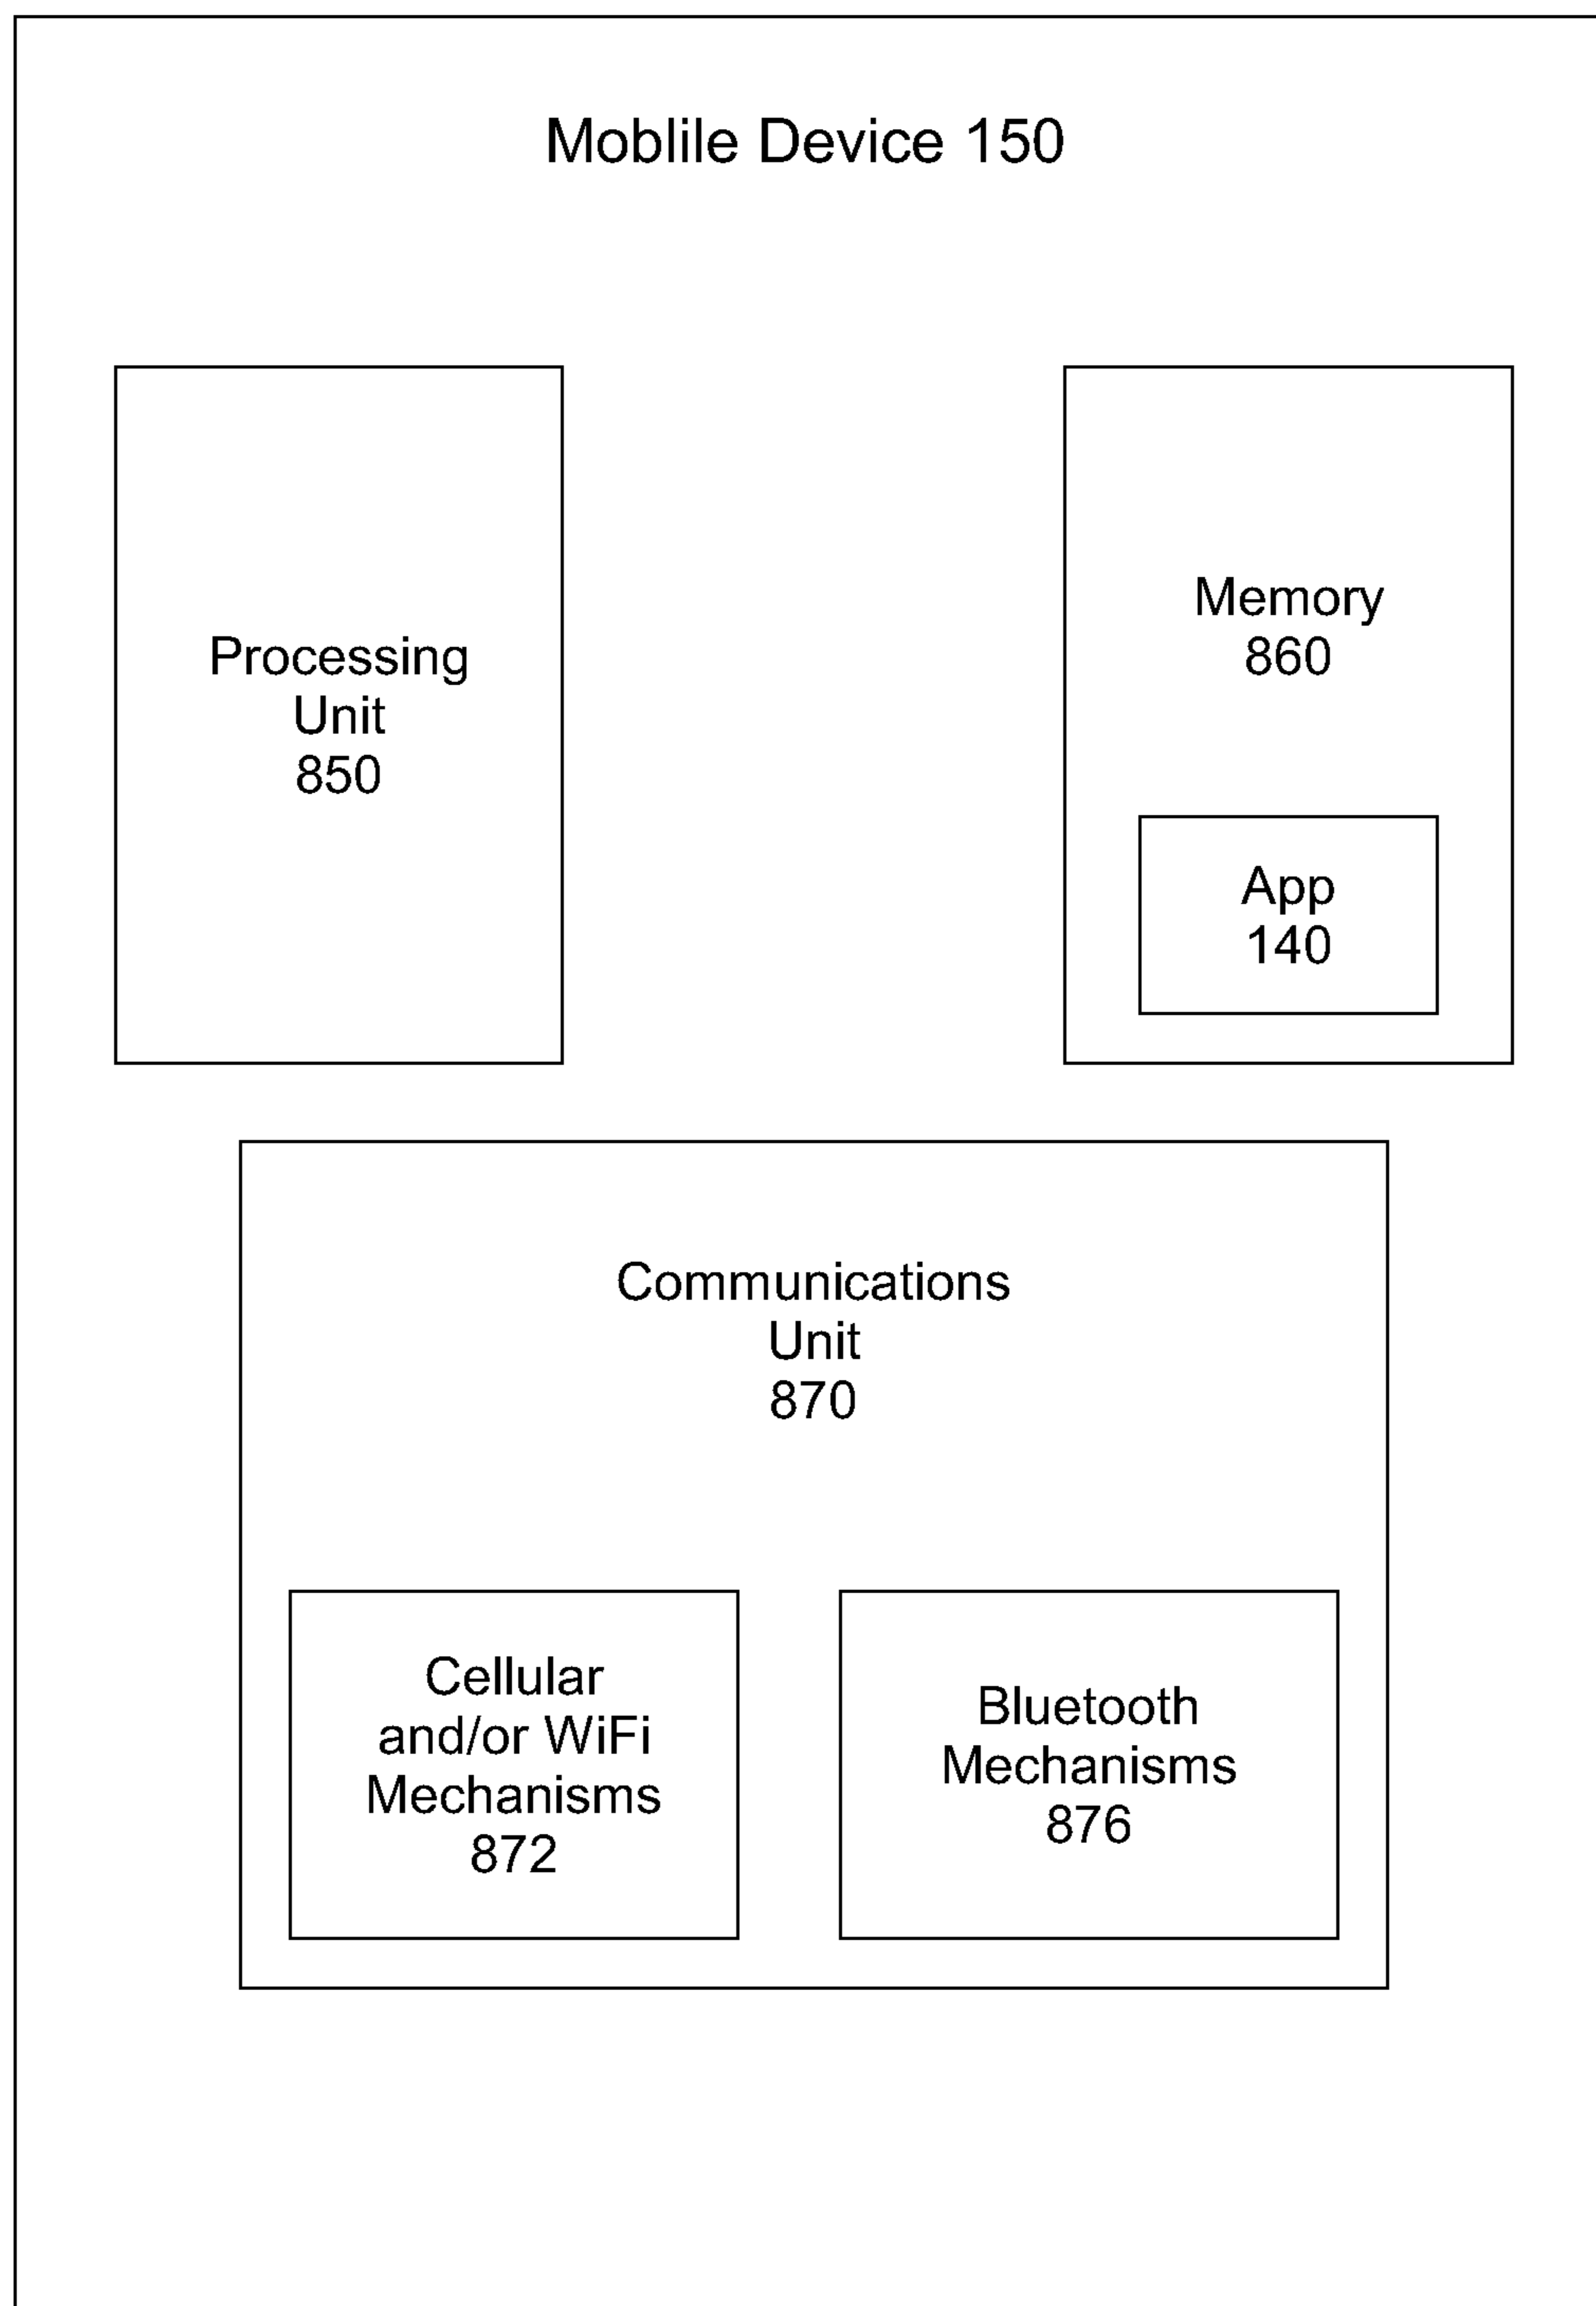 Moblile Device 150
Processing
Unit
850
Memory
860
App
140
Communications
Unit
870
Cellular
and/or WiFi
Mechanisms
872
Bluetooth
Mechanisms
876